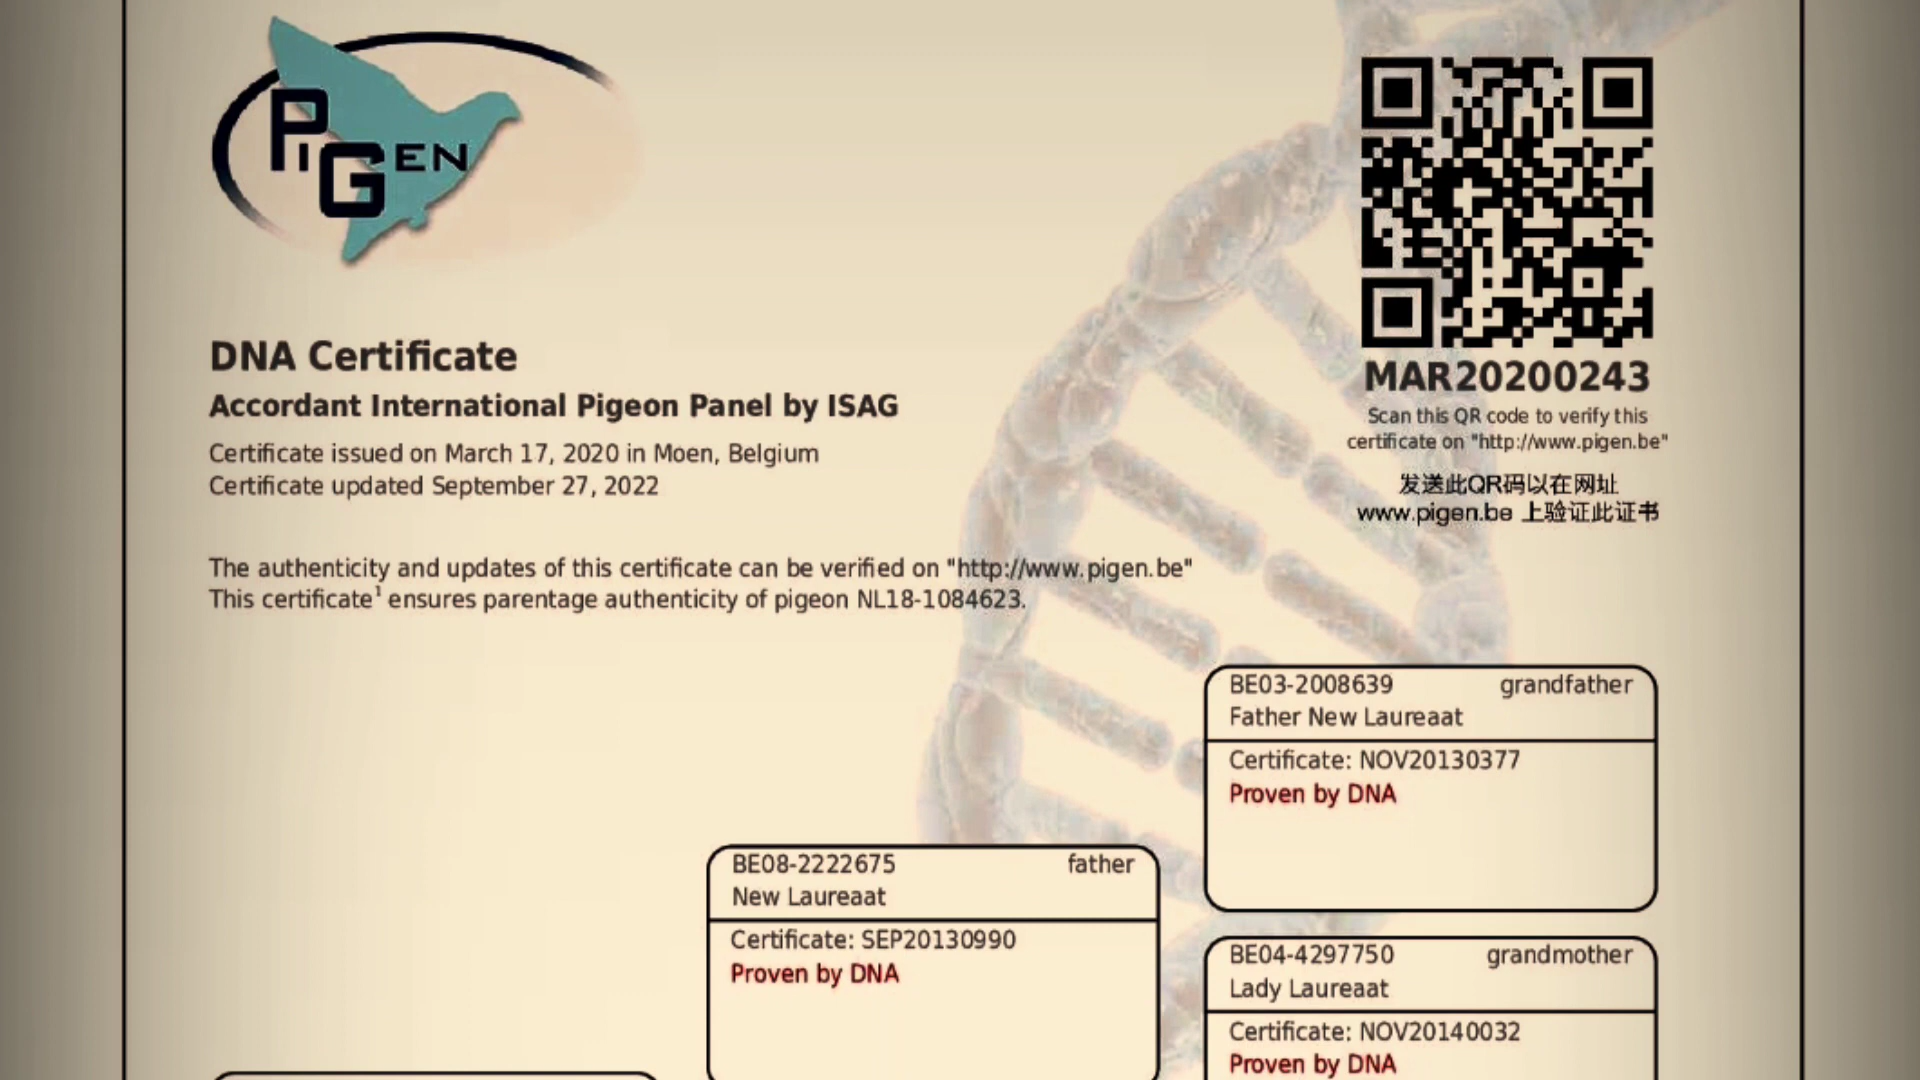 PIGEN
MAR20200243
Scan this QR code to verify this
certificate on "http://www.pigen.be"
发送此QR码以在网址
www.pigen.be 上验证此证书
DNA Certificate
Accordant International Pigeon Panel by ISAG
Certificate issued on March 17, 2020 in Moen, Belgium
Certificate updated September 27, 2022
The authenticity and updates of this certificate can be verified on "http://www.pigen.be"
This certificate¹ ensures parentage authenticity of pigeon NL18-1084623.
BE03-2008639 grandfather
Father New Laureaat
Certificate: NOV20130377
Proven by DNA
BE08-2222675 father
New Laureaat
Certificate: SEP20130990
Proven by DNA
BE04-4297750 grandmother
Lady Laureaat
Certificate: NOV20140032
Proven by DNA